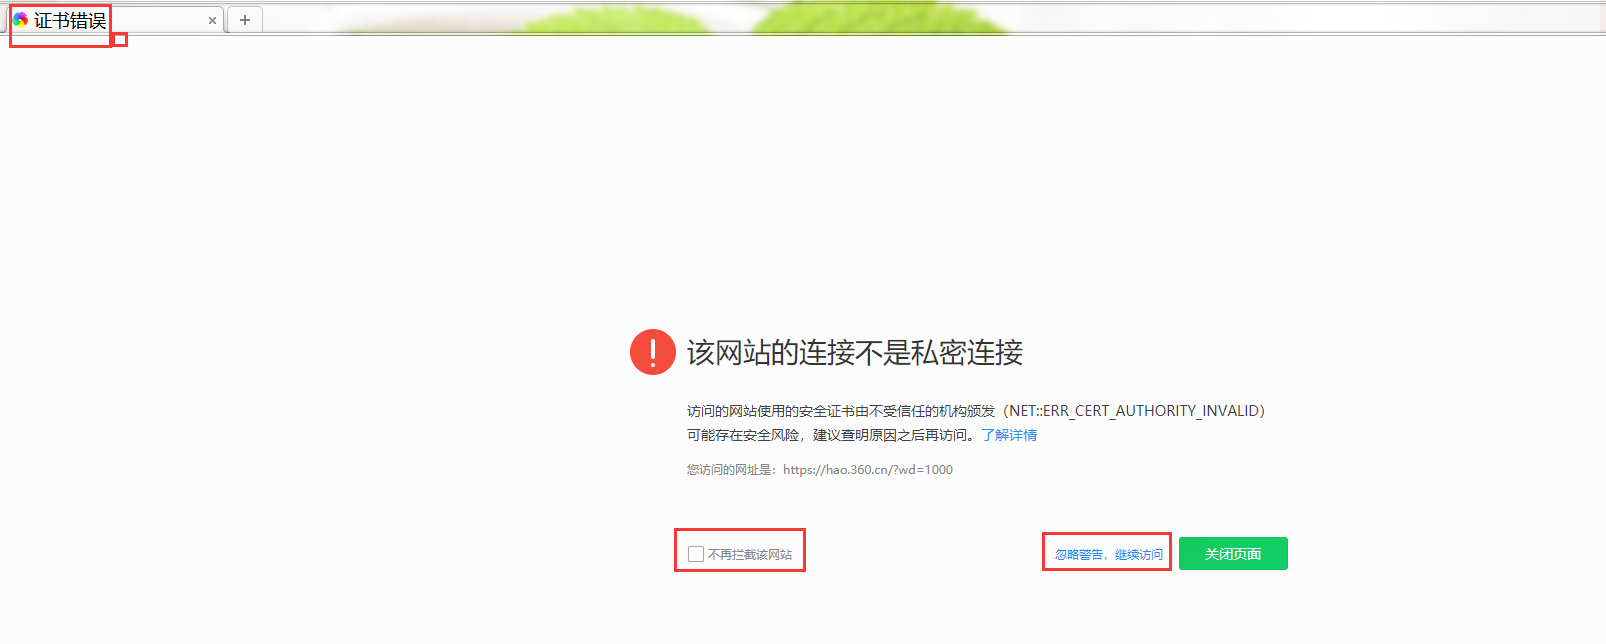 证书错误
该网站的连接不是私密连接
访问的网站使用的安全证书由不受信任的机构颁发（NET::ERR_CERT_AUTHORITY_INVALID）
可能存在安全风险，建议查明原因之后再访问。了解详情
您访问的网址是：https://hao.360.cn/?wd=1000
不再拦截该网站 忽略警告，继续访问 关闭页面